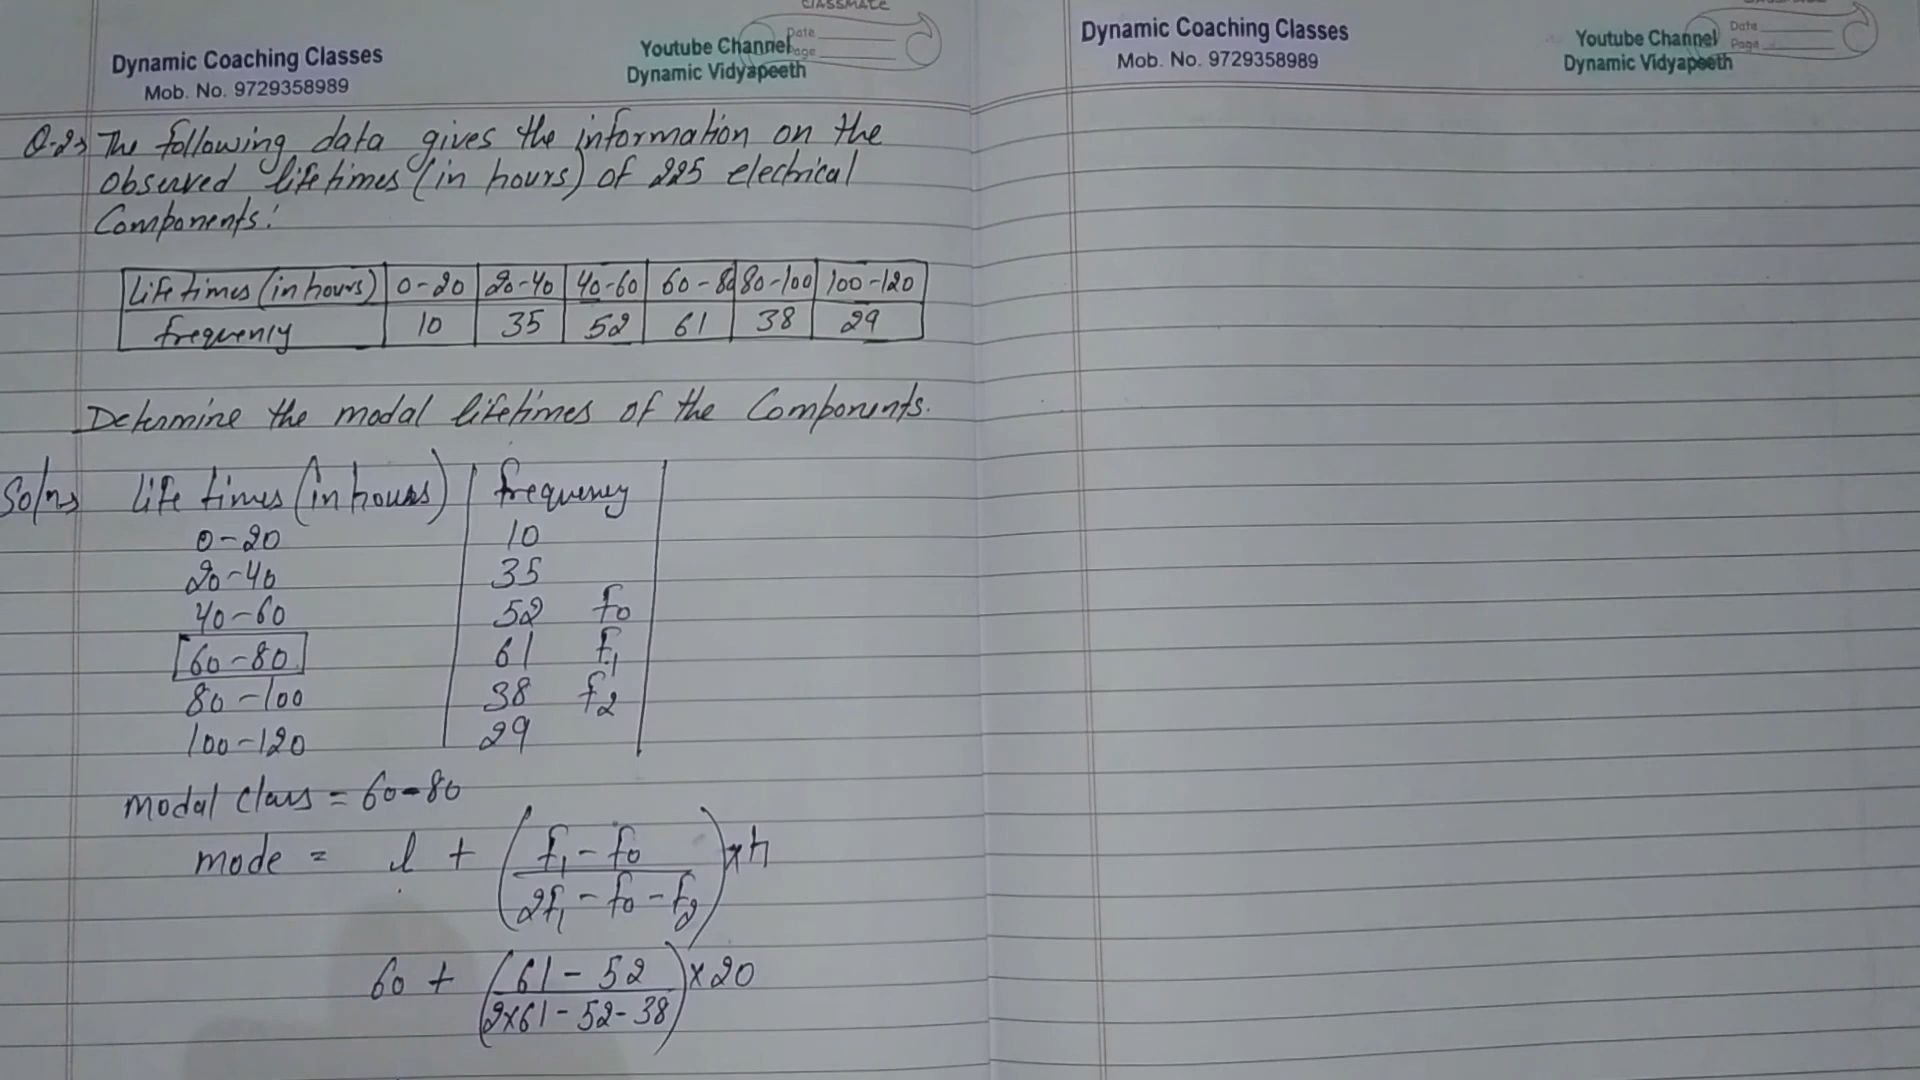 CLASSMATE
Dynamic Coaching Classes
Mob. No. 9729358989
Youtube Channel
Dynamic Vidyapeeth
Date
Page
Dynamic Coaching Classes
Mob. No. 9729358989
Youtube Channel
Dynamic Vidyapeeth
Date
Page
Q-2> The following data gives the information on the
observed lifetimes (in hours) of 225 electrical
Components:
Life times (in hours) 0-20 20-40 40-60 60-80 80-100 100-120
frequency 10 35 52 61 38 29
Determine the modal lifetimes of the Components.
Soln> life times (in hours) frequency
0-20 10
20-40 35
40-60 52 f0
60-80 61 f1
80-100 38 f2
100-120 29
modal class = 60-80
mode = l + (f1 - f0 / 2f1 - f0 - f2) × h
60 + (61 - 52 / 2×61 - 52 - 38) × 20